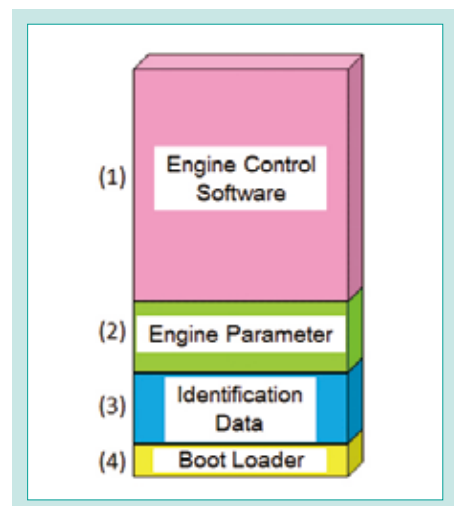 (1)
Engine Control
Software
(2)
Engine Parameter
(3)
Identification
Data
(4)
Boot Loader